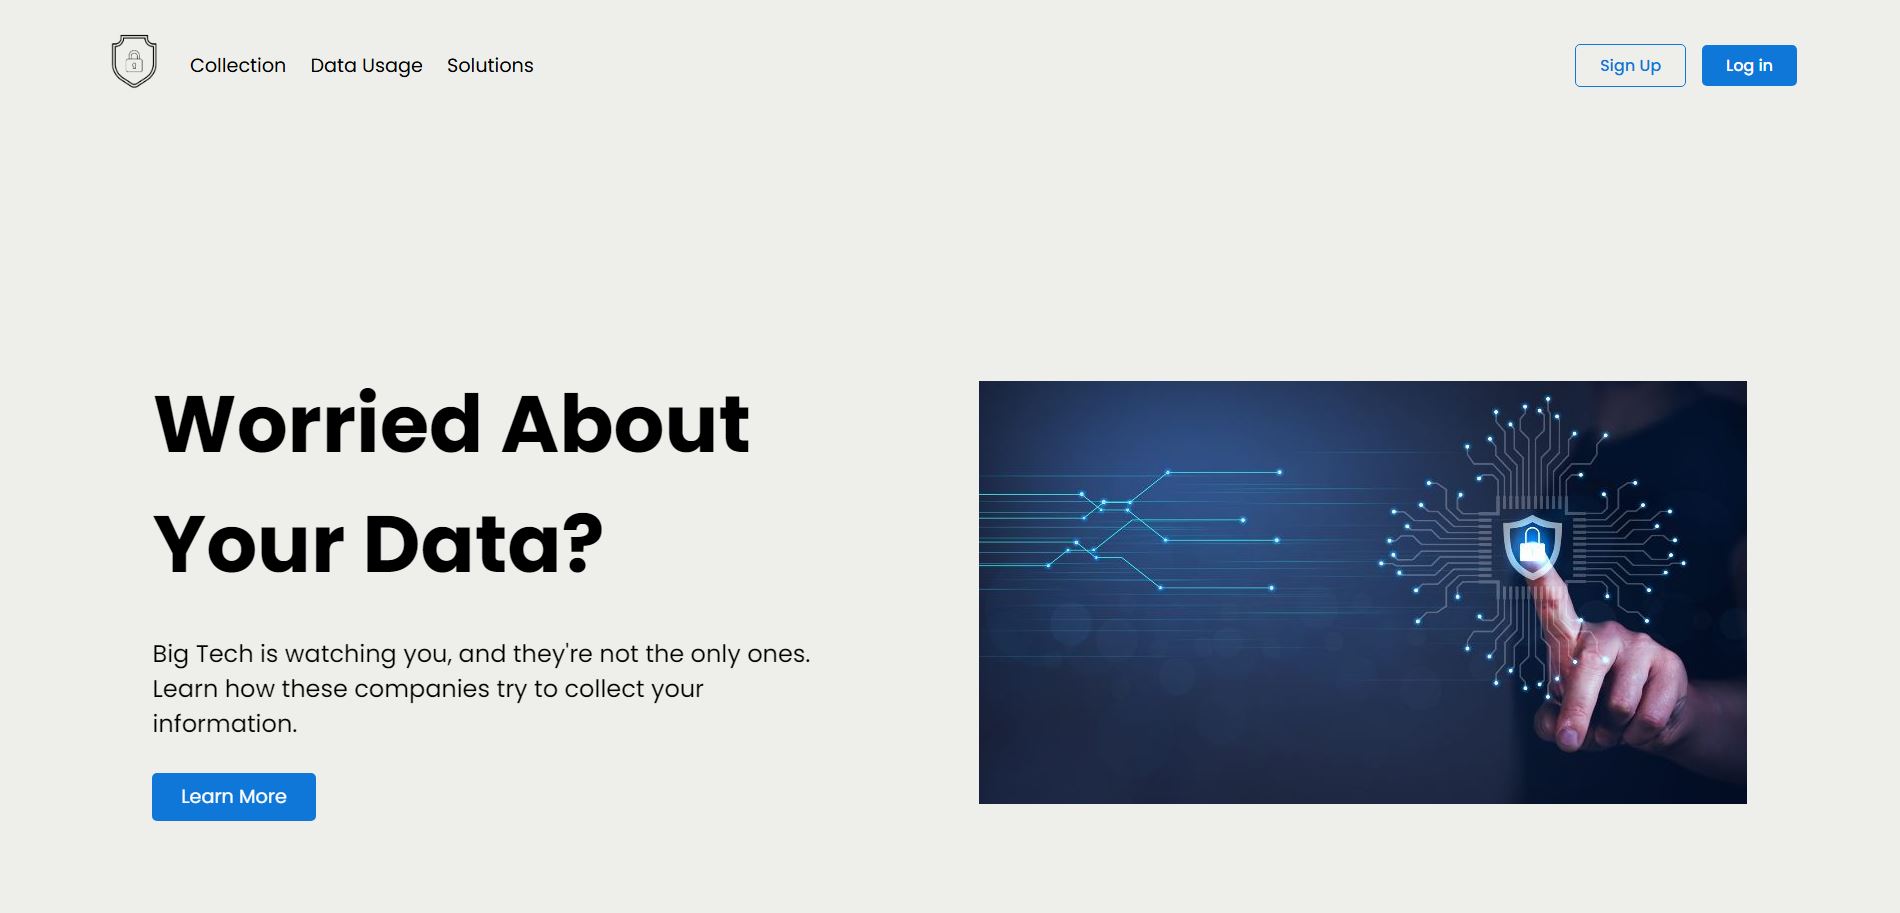 Collection
Data Usage
Solutions
Sign Up
Log in
Worried About
Your Data?
Big Tech is watching you, and they're not the only ones.
Learn how these companies try to collect your
information.
Learn More